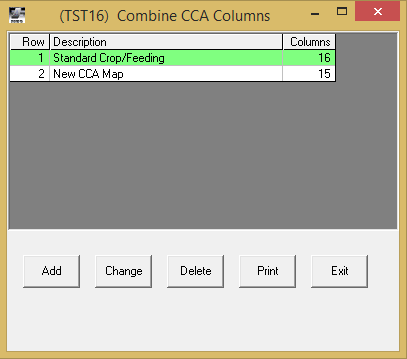 (TST16) Combine CCA Columns
Row Description Columns
1 Standard Crop/Feeding 16
2 New CCA Map 15
Add Change Delete Print Exit